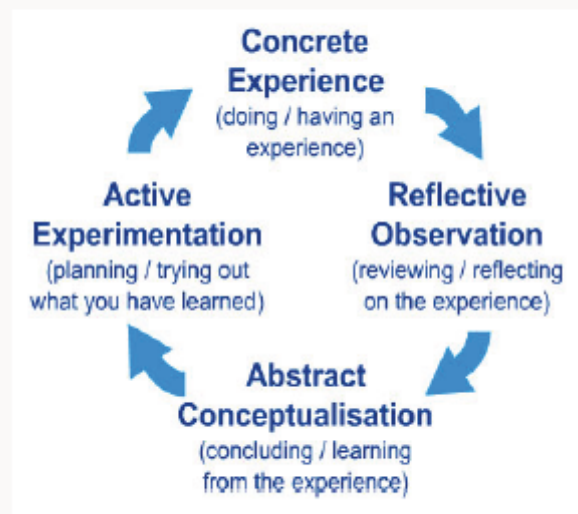 Concrete
Experience
(doing / having an
experience)
Reflective
Observation
(reviewing / reflecting
on the experience)
Abstract
Conceptualisation
(concluding / learning
from the experience)
Active
Experimentation
(planning / trying out
what you have learned)